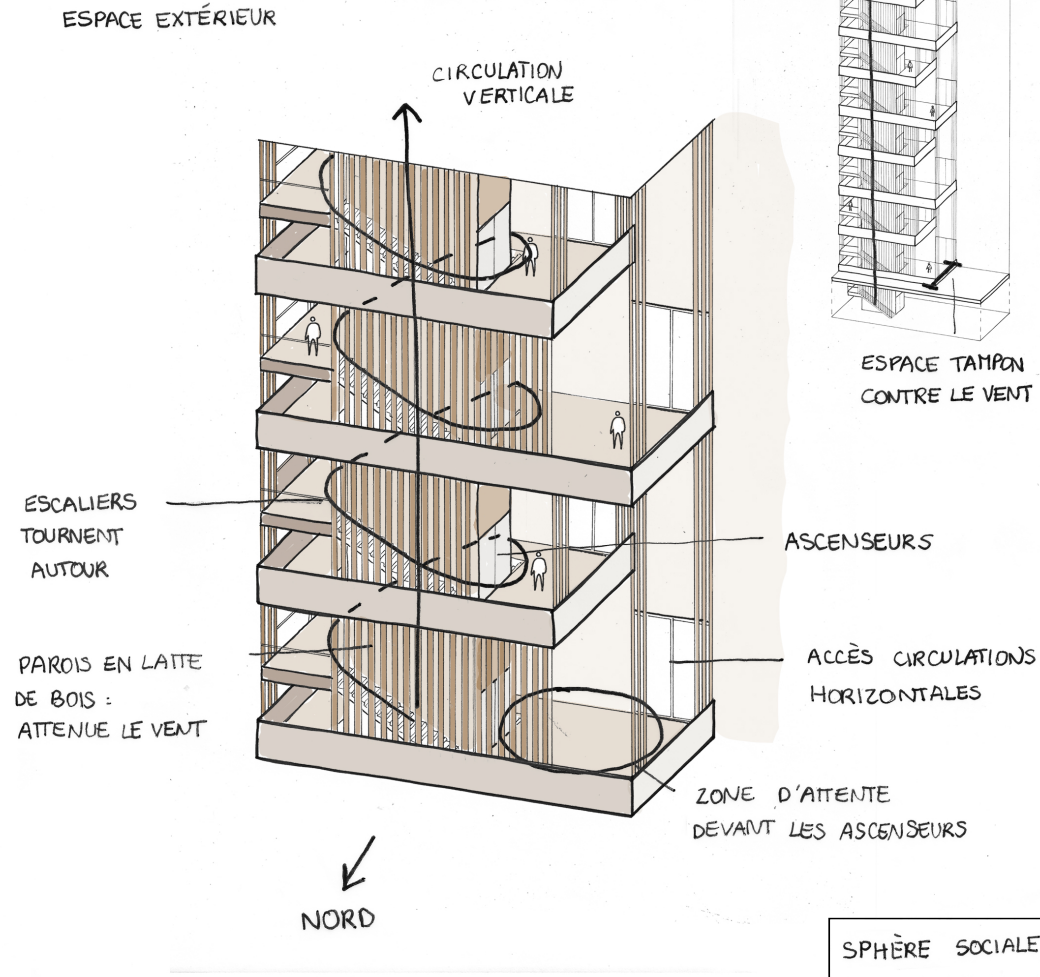 ESPACE EXTÉRIEUR
CIRCULATION
VERTICALE
ESPACE TAMPON
CONTRE LE VENT
ESCALIERS
TOURNENT
AUTOUR
ASCENSEURS
PAROIS EN LATTE
DE BOIS :
ATTENUE LE VENT
ACCÈS CIRCULATIONS
HORIZONTALES
ZONE D'ATTENTE
DEVANT LES ASCENSEURS
NORD
SPHÈRE SOCIALE